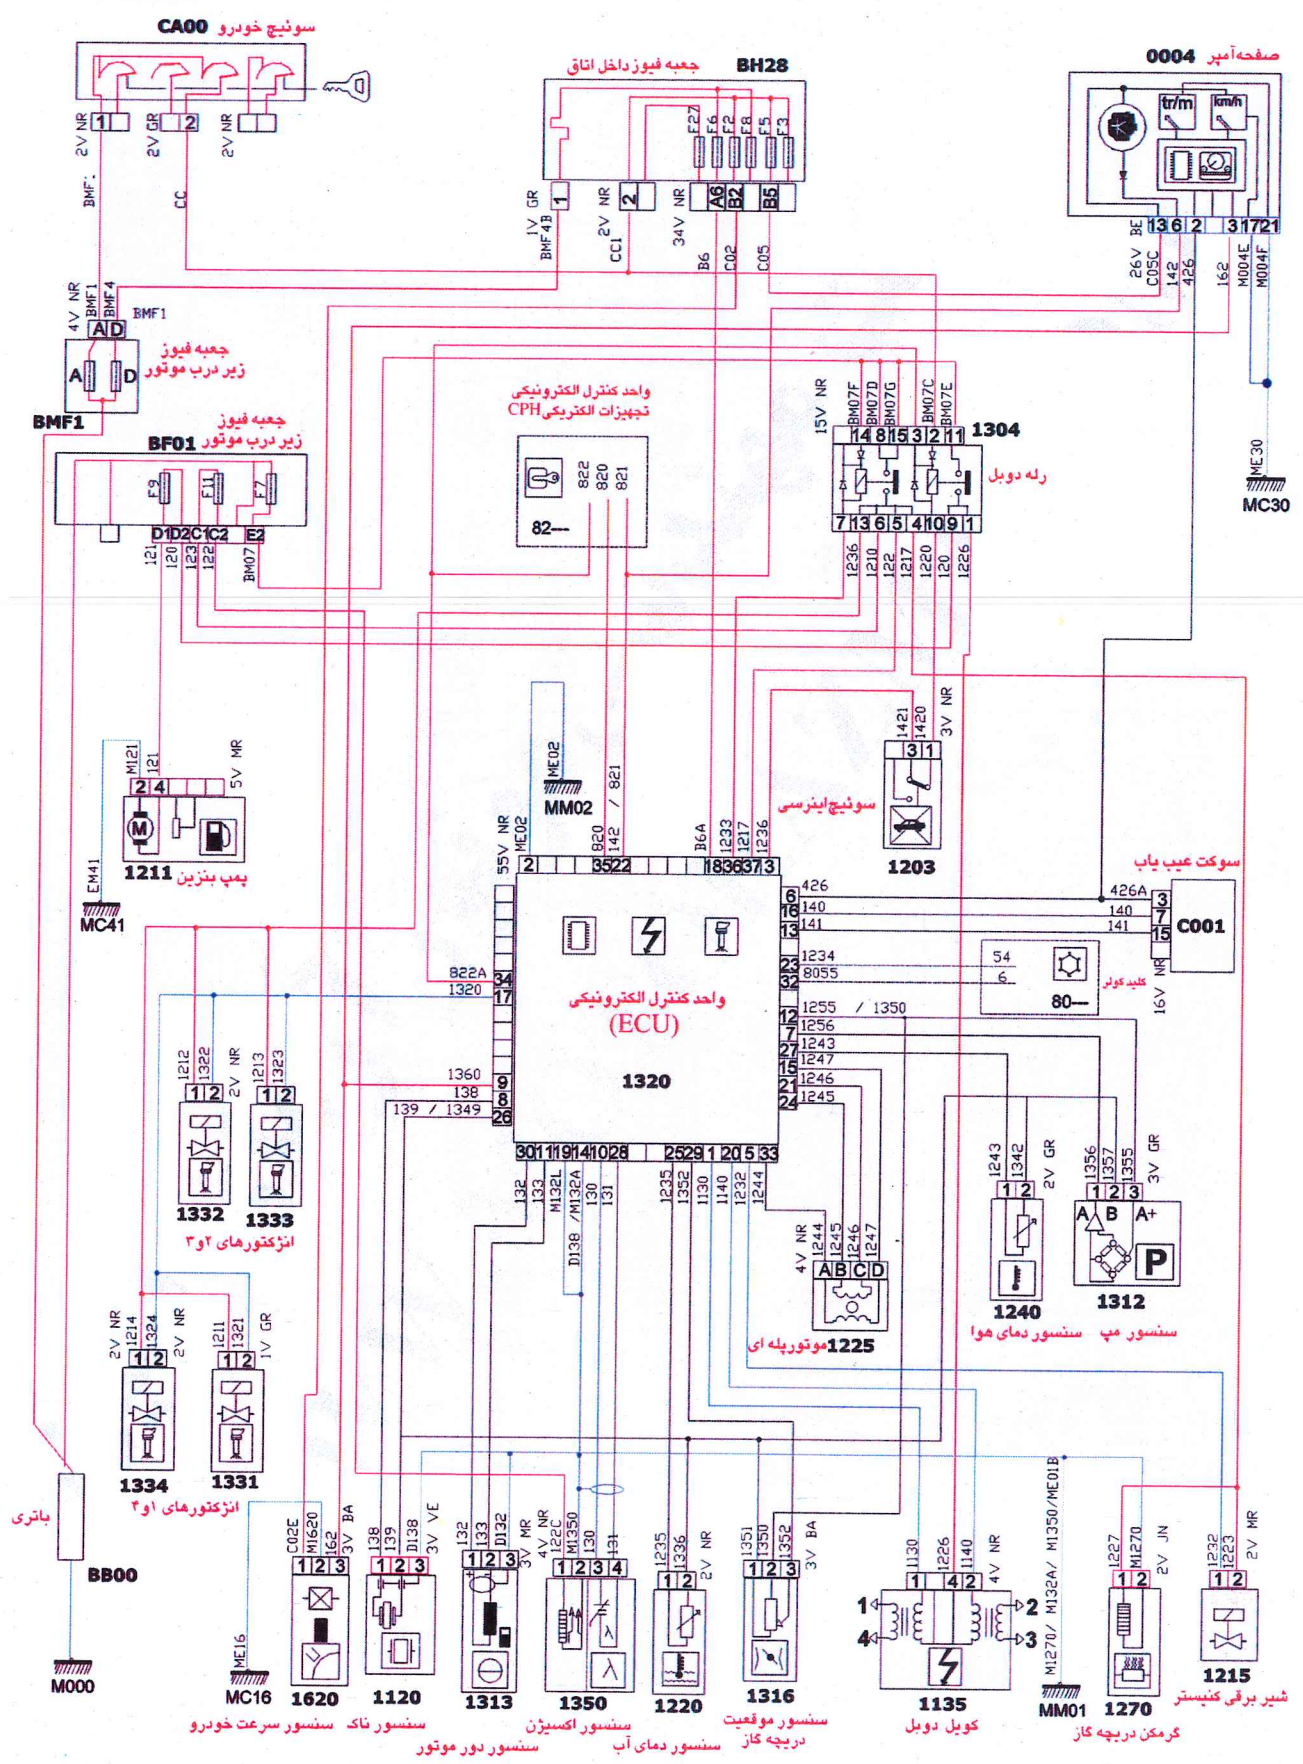 CA00 سوئیچ خودرو
جعبه فیوز داخل اتاق BH28
0004 صفحه آمپر
tr/m km/h
F27 F6 F2 F8 F5 F3
2V NR 1
2V GR 2
2V NR
BMF1
CC
1V GR 1
BMF4B
2V NR 2
CC1
34V NR A6 B2 B5
B6 C02 C05
26V BE 13 6 2 3 17 21
C05C 142 426 162 M004E M004F
4V NR BMF1 BMF4
A D BMF1
A D
جعبه فیوز
زیر درب موتور
BMF1
جعبه فیوز
زیر درب موتور
BF01
F9 F11 F7
D1 D2 C1 C2 E2
121 120 123 122 BM07
واحد کنترل الکترونیکی
تجهیزات الکتریکی CPH
822 820 821
82---
15V NR BM07F BM07D BM07G BM07C BM07E
14 8 15 3 2 11
1304
رله دوبل
7 13 6 5 4 10 9 1
1236 1210 122 1217 1220 120 1226
ME30
MC30
M121 121 5V MR
2 4
M
1211 پمپ بنزین
EM41
MC41
ME02
MM02
1421 1420 3V NR
3 1
سوئیچ اینرسی
1203
55V NR ME02 820 142 / 821 B6A 1233 1217 1236
2 35 22 18 36 37 3
سوکت عیب یاب
6 426 426A 3
16 140 140 7
13 141 141 15
C001
16V NR
23 1234 54
32 8055 6
کلید کولر
80---
822A 34
1320 17
واحد کنترل الکترونیکی
(ECU)
1320
12 1255 / 1350
7 1256
27 1243
15 1247
21 1246
24 1245
1360 9
138 8
139 / 1349 26
30 11 19 14 10 28 25 29 1 20 5 33
132 133 M132L D138 /M132A 130 131 1235 1352 1130 1140 1232 1244
1212 1322 2V NR
1 2
1332
1213 1323
1 2
1333
انژکتورهای ۲و۳
4V NR 1244 1245 1246 1247
A B C D
موتور پله ای 1225
1243 1342 2V GR
1 2
1240
سنسور دمای هوا
1356 1357 1355 3V GR
1 2 3
A B A+
P
1312
سنسور مپ
2V NR 1214 1324 2V NR
1 2
1334
1211 1321 1V GR
1 2
1331
انژکتورهای ۱و۴
باتری
BB00
M000
ME16
MC16
C02E M1620 162 3V BA
1 2 3
1620
سنسور سرعت خودرو
138 139 D138 3V VE
1 2 3
1120
سنسور ناک
132 133 D132 3V MR
1 2 3
1313
سنسور دور موتور
4V NR 122C M1350 130 131
1 2 3 4
λ
λ
1350
سنسور اکسیژن
1235 1336 2V NR
1 2
1220
سنسور دمای آب
1351 1350 1352 3V BA
1 2 3
1316
سنسور موقعیت
دریچه گاز
1130 1226 1140 4V NR
1 4 2
1 4 2 3
1135
کویل دوبل
M1270/ M132A/ M1350/ME01B
MM01
1227 M1270 2V JN
1 2
1270
گرمکن دریچه گاز
1232 1223 2V MR
1 2
1215
شیر برقی کنیستر